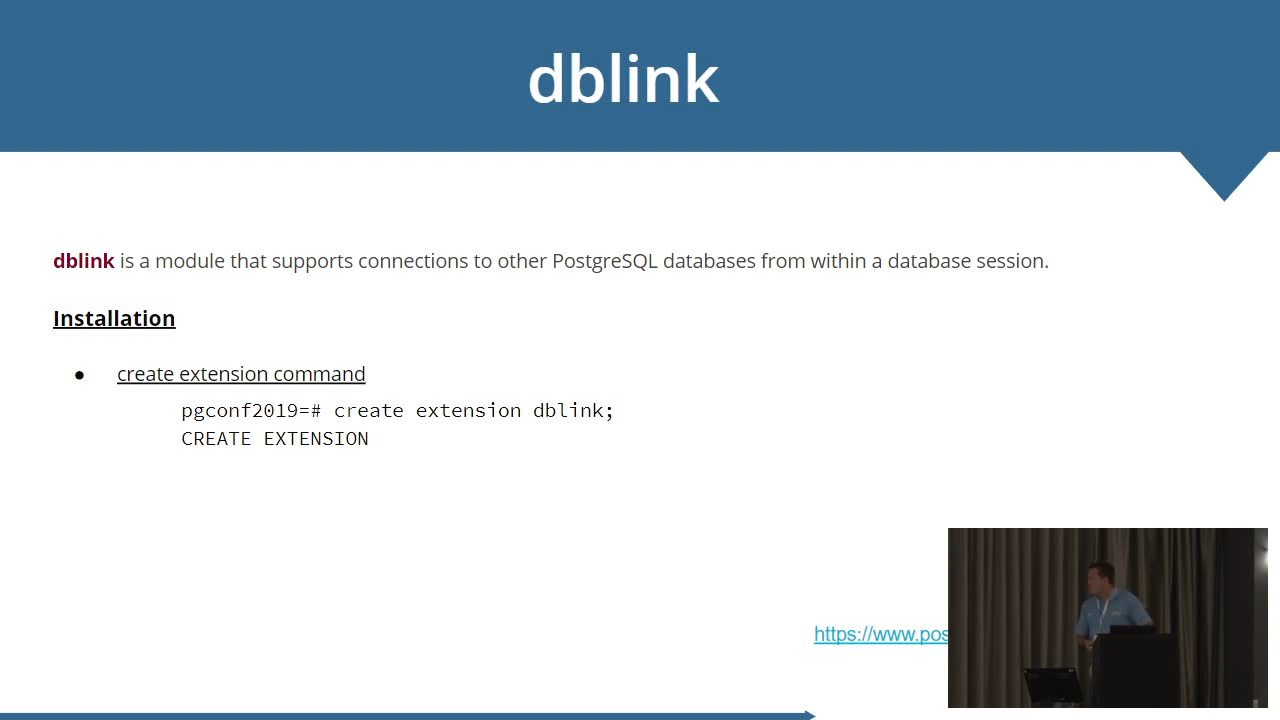 dblink
dblink is a module that supports connections to other PostgreSQL databases from within a database session.
Installation
● create extension command
pgconf2019=# create extension dblink;
CREATE EXTENSION
https://www.pos